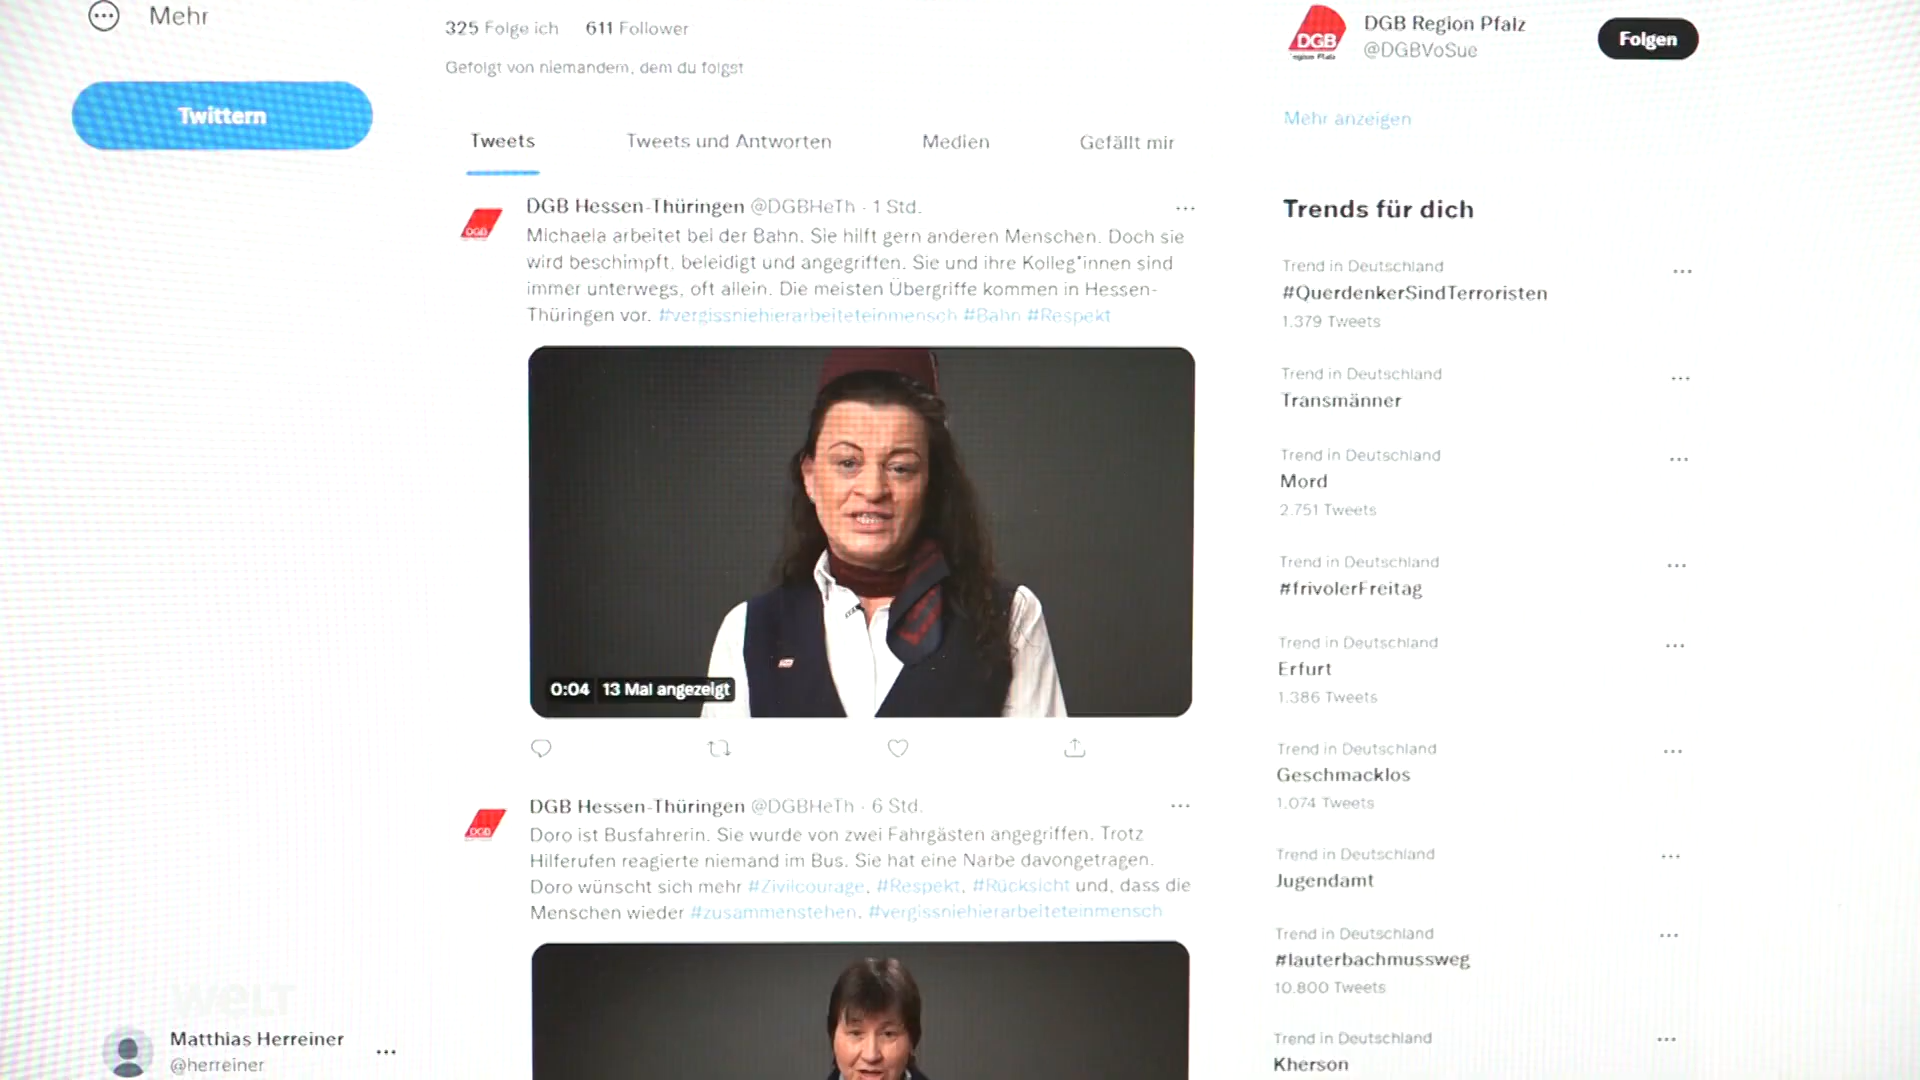 Mehr
Twittern
325 Folge ich 611 Follower
Gefolgt von niemandem, dem du folgst
Tweets Tweets und Antworten Medien Gefällt mir
DGB Hessen-Thüringen @DGBHeTh · 1 Std.
Michaela arbeitet bei der Bahn. Sie hilft gern anderen Menschen. Doch sie
wird beschimpft, beleidigt und angegriffen. Sie und ihre Kolleg*innen sind
immer unterwegs, oft allein. Die meisten Übergriffe kommen in Hessen-
Thüringen vor. #vergissniehierarbeiteteinmensch #Bahn #Respekt
DGB
0:04 13 Mal angezeigt
DGB Hessen-Thüringen @DGBHeTh · 6 Std.
Doro ist Busfahrerin. Sie wurde von zwei Fahrgästen angegriffen. Trotz
Hilferufen reagierte niemand im Bus. Sie hat eine Narbe davongetragen.
Doro wünscht sich mehr #Zivilcourage, #Respekt, #Rücksicht und, dass die
Menschen wieder #zusammenstehen. #vergissniehierarbeiteteinmensch
DGB
DGB
region Pfalz
DGB Region Pfalz
@DGBVoSue
Folgen
Mehr anzeigen
Trends für dich
Trend in Deutschland
#QuerdenkerSindTerroristen
1.379 Tweets
Trend in Deutschland
Transmänner
Trend in Deutschland
Mord
2.751 Tweets
Trend in Deutschland
#frivolerFreitag
Trend in Deutschland
Erfurt
1.386 Tweets
Trend in Deutschland
Geschmacklos
1.074 Tweets
Trend in Deutschland
Jugendamt
Trend in Deutschland
#lauterbachmussweg
10.800 Tweets
Trend in Deutschland
Kherson
WELT
Matthias Herreiner
@herreiner